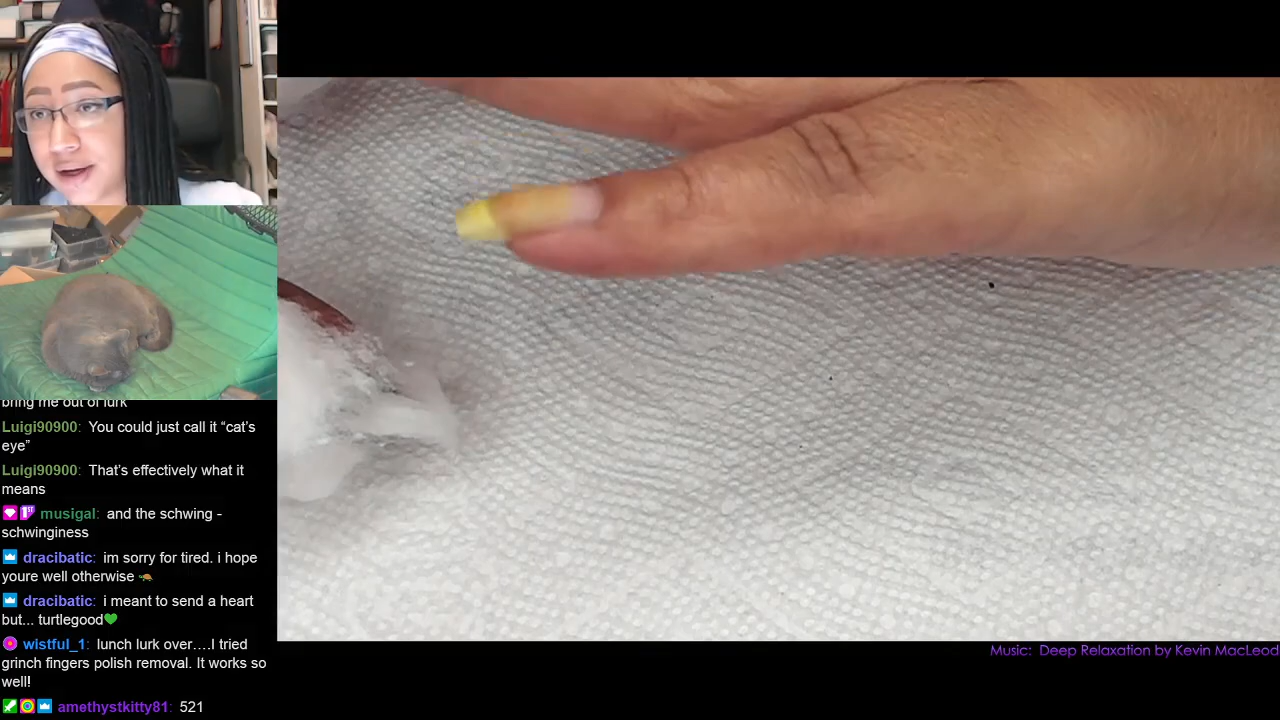 bring me out of lurk
Luigi90900: You could just call it “cat’s
eye”
Luigi90900: That’s effectively what it
means
musigal: and the schwing -
schwinginess
dracibatic: im sorry for tired. i hope
youre well otherwise
dracibatic: i meant to send a heart
but... turtlegood
wistful_1: lunch lurk over….I tried
grinch fingers polish removal. It works so
well!
amethystkitty81: 521
Music: Deep Relaxation by Kevin MacLeod